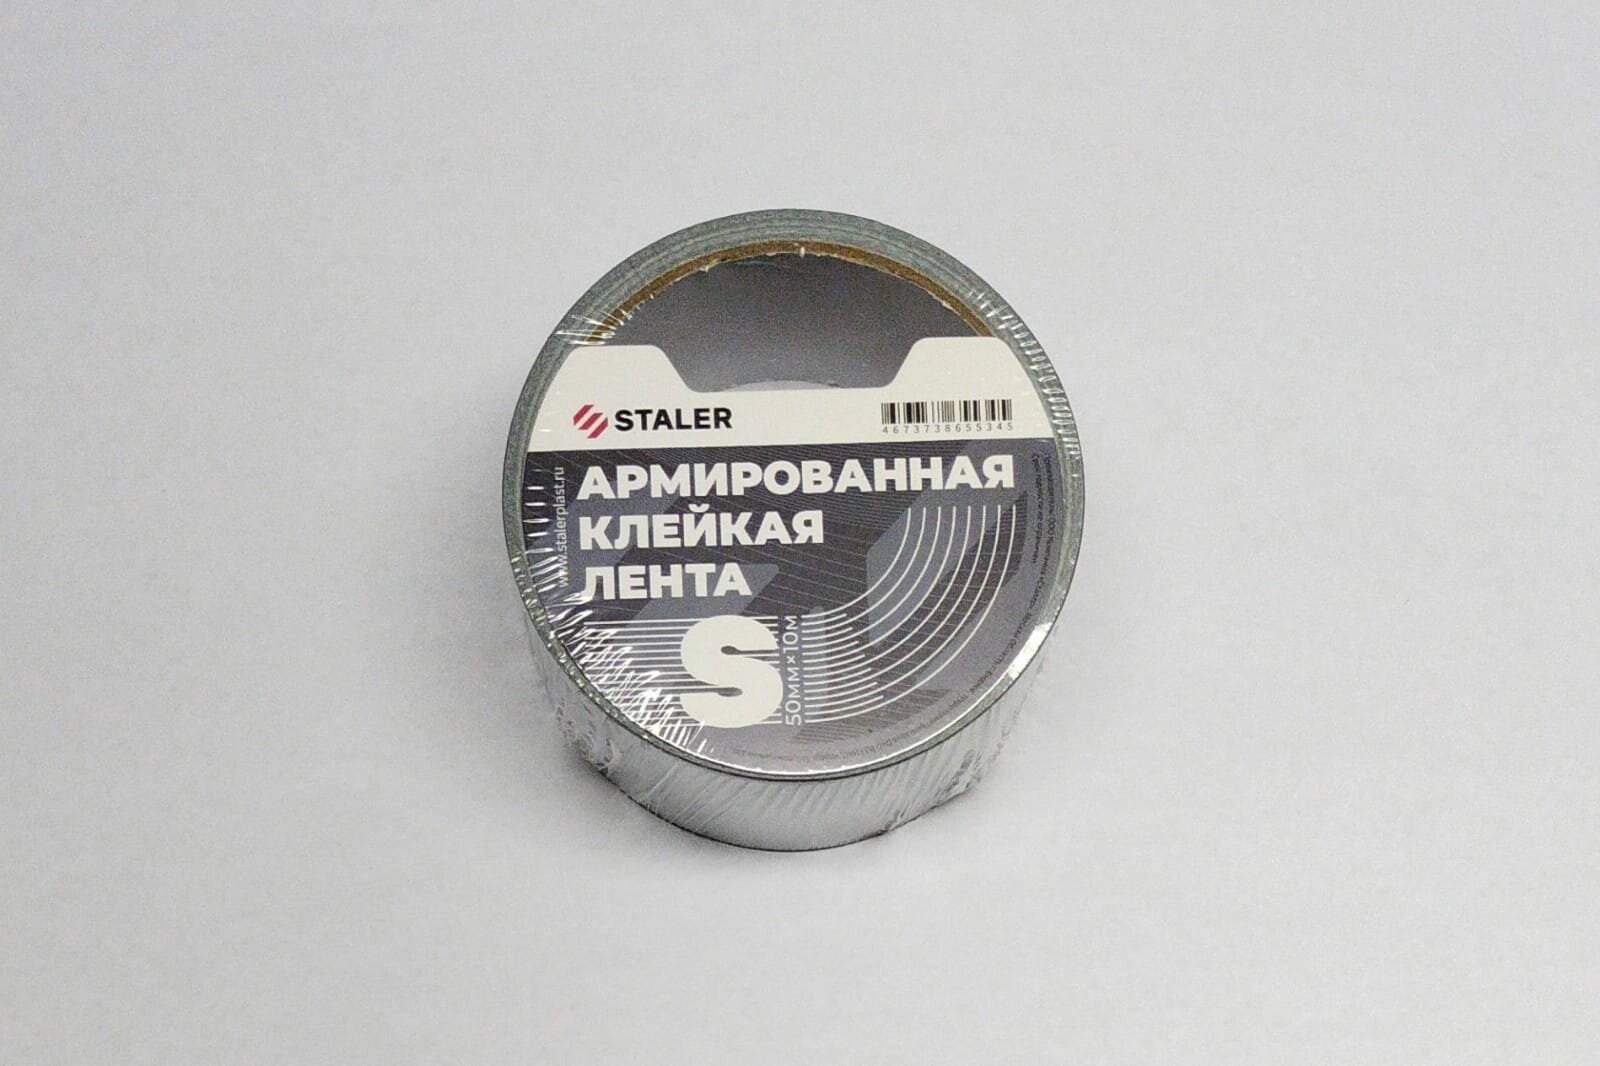 STALER
4673738655345
АРМИРОВАННАЯ
КЛЕЙКАЯ
ЛЕНТА
www.stalerplast.ru
S
50мм×10м